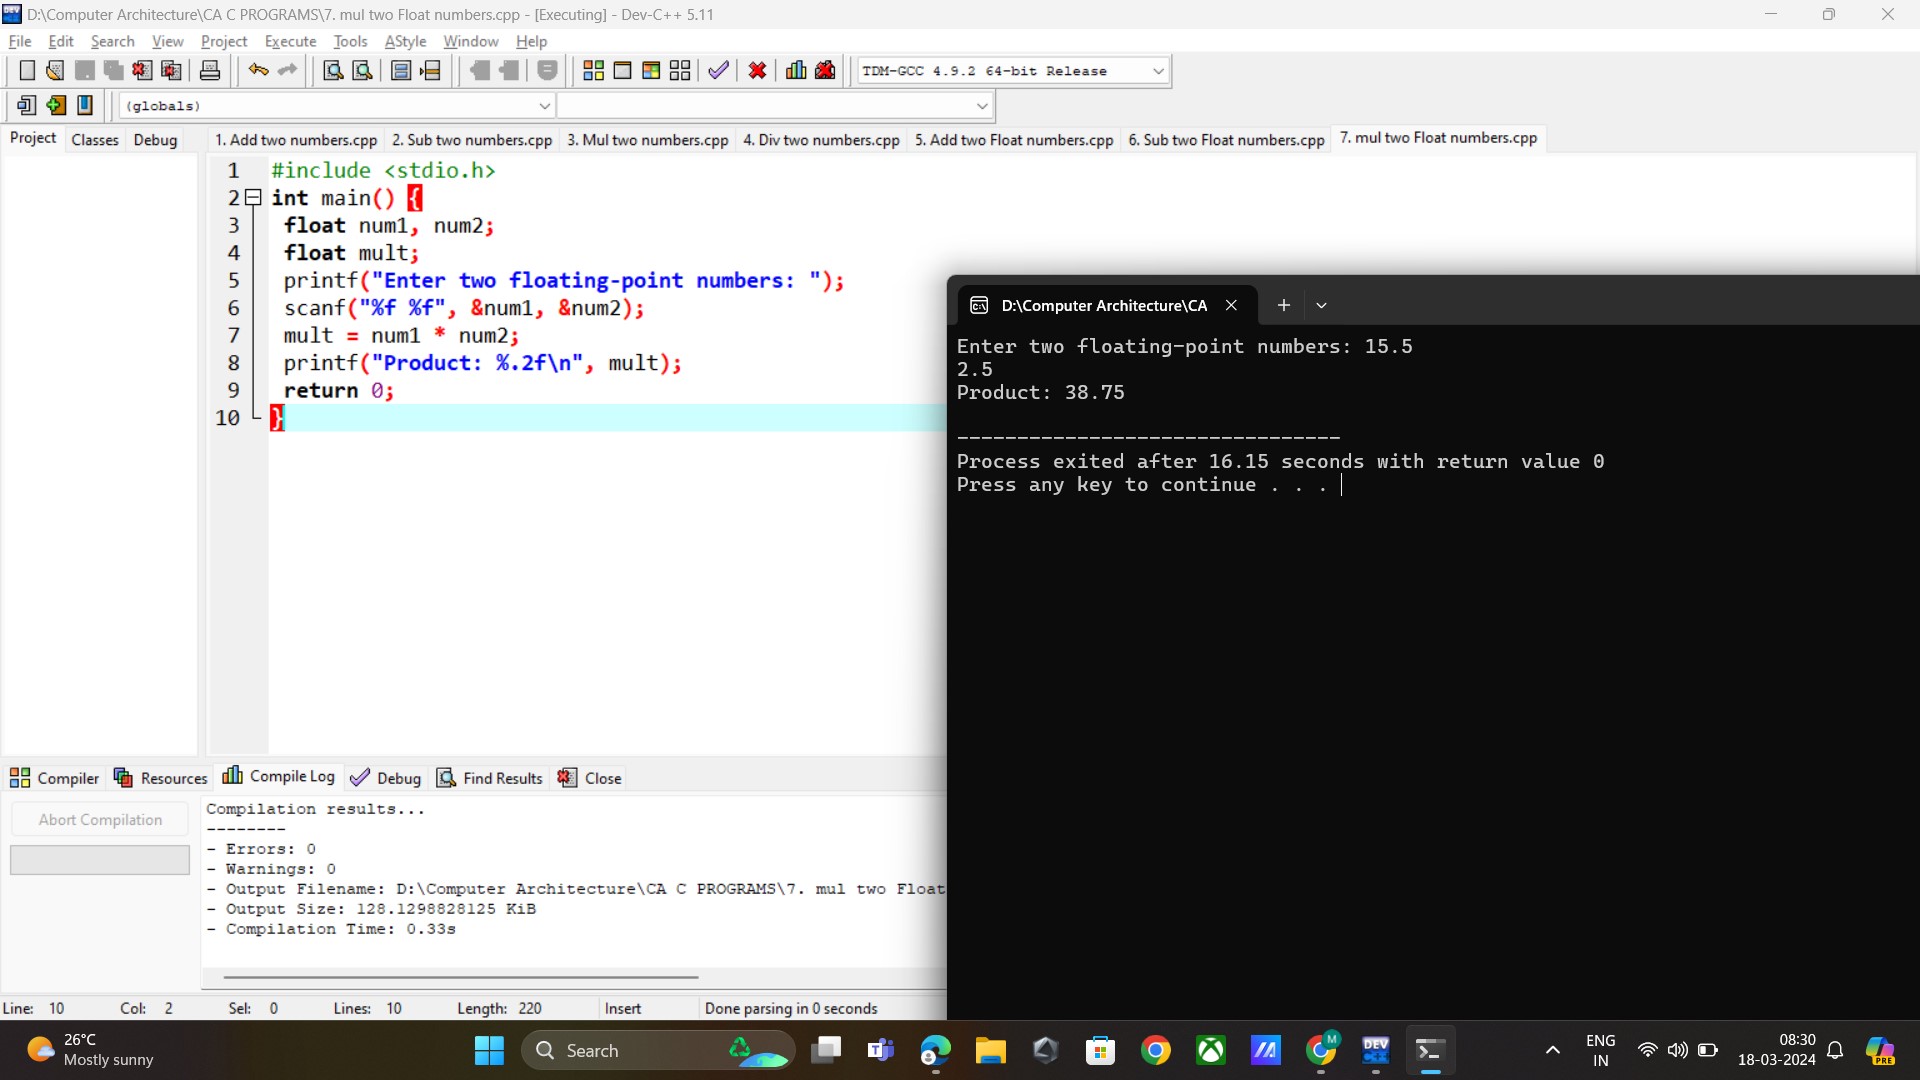 D:\Computer Architecture\CA C PROGRAMS\7. mul two Float numbers.cpp - [Executing] - Dev-C++ 5.11
File Edit Search View Project Execute Tools AStyle Window Help
TDM-GCC 4.9.2 64-bit Release
(globals)
Project Classes Debug
1. Add two numbers.cpp 2. Sub two numbers.cpp 3. Mul two numbers.cpp 4. Div two numbers.cpp 5. Add two Float numbers.cpp 6. Sub two Float numbers.cpp 7. mul two Float numbers.cpp
1 #include <stdio.h>
2 int main() {
3 float num1, num2;
4 float mult;
5 printf("Enter two floating-point numbers: ");
6 scanf("%f %f", &num1, &num2);
7 mult = num1 * num2;
8 printf("Product: %.2f\n", mult);
9 return 0;
10 }
D:\Computer Architecture\CA
Enter two floating-point numbers: 15.5
2.5
Product: 38.75
--------------------------------
Process exited after 16.15 seconds with return value 0
Press any key to continue . . .
Compiler Resources Compile Log Debug Find Results Close
Abort Compilation
Compilation results...
--------
- Errors: 0
- Warnings: 0
- Output Filename: D:\Computer Architecture\CA C PROGRAMS\7. mul two Float
- Output Size: 128.1298828125 KiB
- Compilation Time: 0.33s
Line: 10 Col: 2 Sel: 0 Lines: 10 Length: 220 Insert Done parsing in 0 seconds
26°C
Mostly sunny
Search
M
DEV
C++
ENG
IN
08:30
18-03-2024
PRE